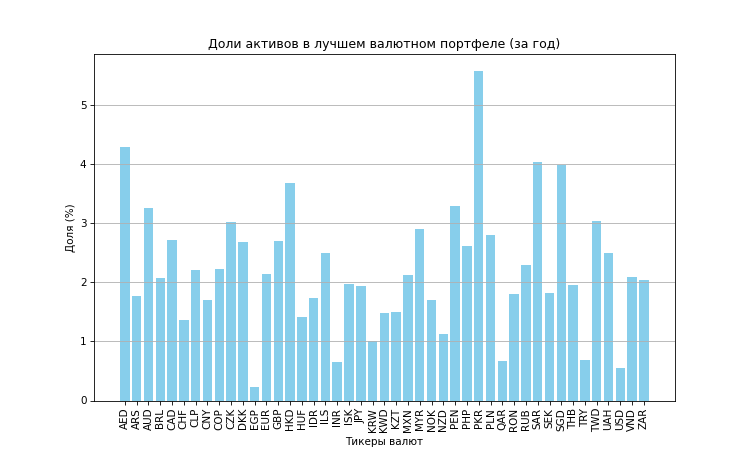 Доли активов в лучшем валютном портфеле (за год)
Доля (%)
5
4
3
2
1
0
AED ARS AUD BRL CAD CHF CLP CNY COP CZK DKK EGP EUR GBP HKD HUF IDR ILS INR ISK JPY KRW KWD KZT MXN MYR NOK NZD PEN PHP PKR PLN QAR RON RUB SAR SEK SGD THB TRY TWD UAH USD VND ZAR
Тикеры валют